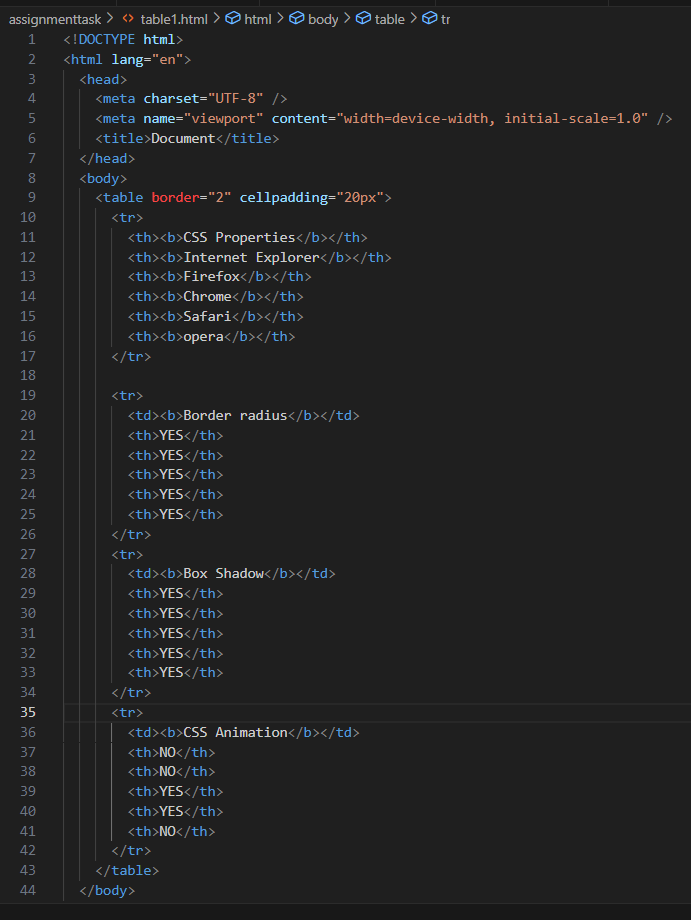 assignmenttask > <> table1.html > html > body > table > tr
1 <!DOCTYPE html>
2 <html lang="en">
3 <head>
4 <meta charset="UTF-8" />
5 <meta name="viewport" content="width=device-width, initial-scale=1.0" />
6 <title>Document</title>
7 </head>
8 <body>
9 <table border="2" cellpadding="20px">
10 <tr>
11 <th><b>CSS Properties</b></th>
12 <th><b>Internet Explorer</b></th>
13 <th><b>Firefox</b></th>
14 <th><b>Chrome</b></th>
15 <th><b>Safari</b></th>
16 <th><b>opera</b></th>
17 </tr>
18
19 <tr>
20 <td><b>Border radius</b></td>
21 <th>YES</th>
22 <th>YES</th>
23 <th>YES</th>
24 <th>YES</th>
25 <th>YES</th>
26 </tr>
27 <tr>
28 <td><b>Box Shadow</b></td>
29 <th>YES</th>
30 <th>YES</th>
31 <th>YES</th>
32 <th>YES</th>
33 <th>YES</th>
34 </tr>
35 <tr>
36 <td><b>CSS Animation</b></td>
37 <th>NO</th>
38 <th>NO</th>
39 <th>YES</th>
40 <th>YES</th>
41 <th>NO</th>
42 </tr>
43 </table>
44 </body>